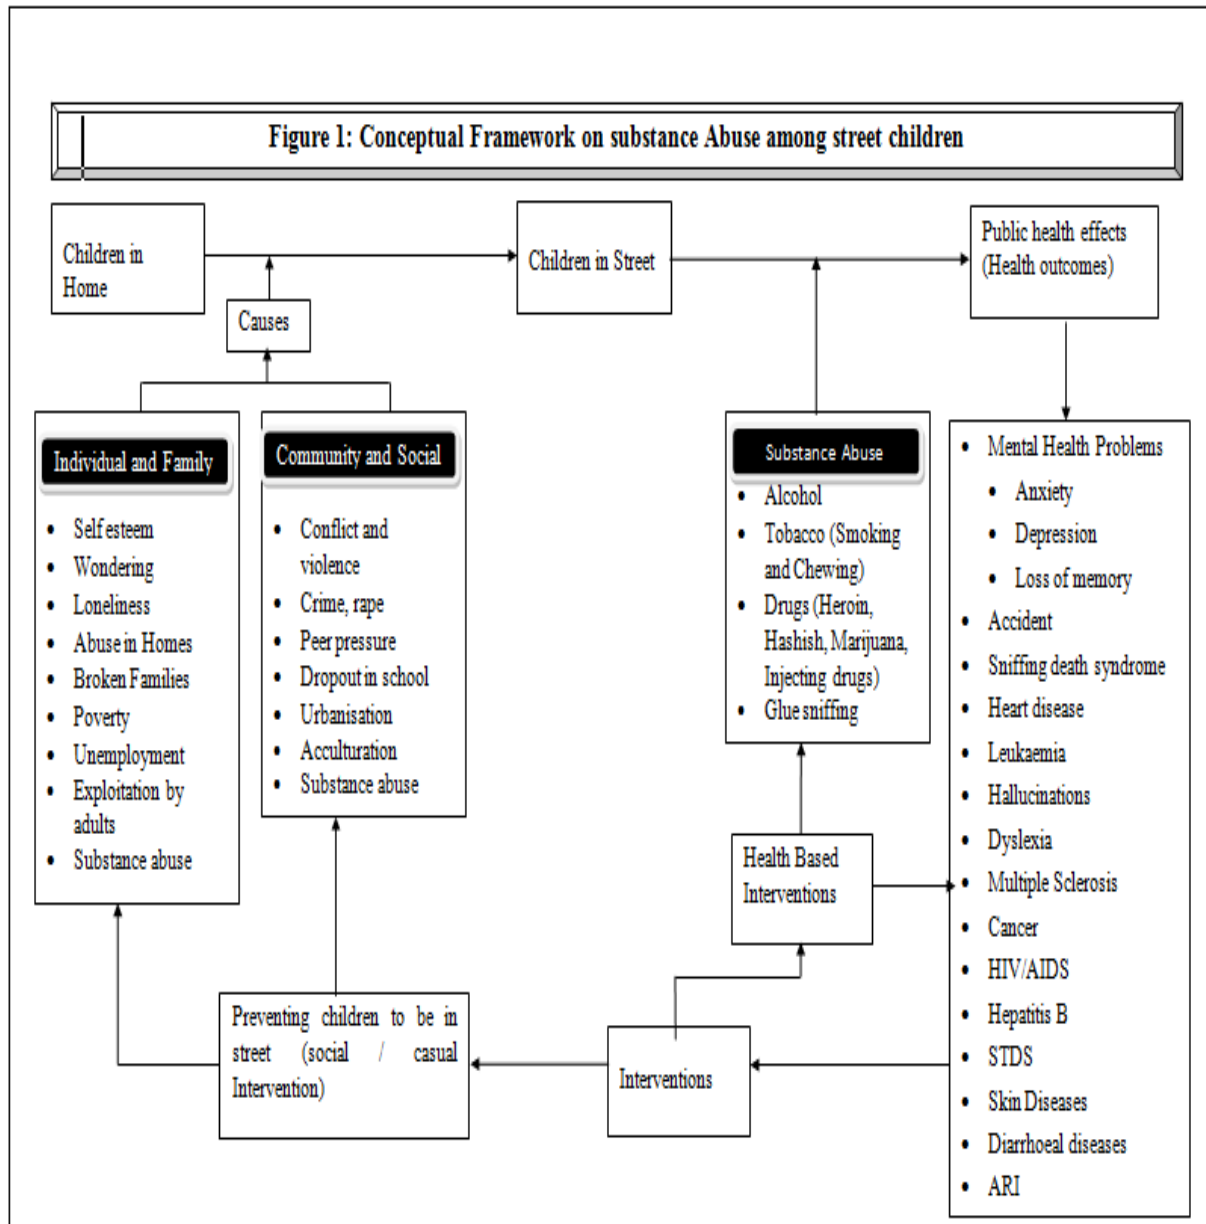 Figure 1: Conceptual Framework on substance Abuse among street children
Children in
Home
Children in Street
Public health effects
(Health outcomes)
Causes
Individual and Family
Self esteem
Wondering
Loneliness
Abuse in Homes
Broken Families
Poverty
Unemployment
Exploitation by
adults
Substance abuse
Community and Social
Conflict and
violence
Crime, rape
Peer pressure
Dropout in school
Urbanisation
Acculturation
Substance abuse
Substance Abuse
Alcohol
Tobacco (Smoking
and Chewing)
Drugs (Heroin,
Hashish, Marijuana,
Injecting drugs)
Glue sniffing
Mental Health Problems
Anxiety
Depression
Loss of memory
Accident
Sniffing death syndrome
Heart disease
Leukaemia
Hallucinations
Dyslexia
Multiple Sclerosis
Cancer
HIV/AIDS
Hepatitis B
STDS
Skin Diseases
Diarrhoeal diseases
ARI
Health Based
Interventions
Preventing children to be in
street (social / casual
Intervention)
Interventions